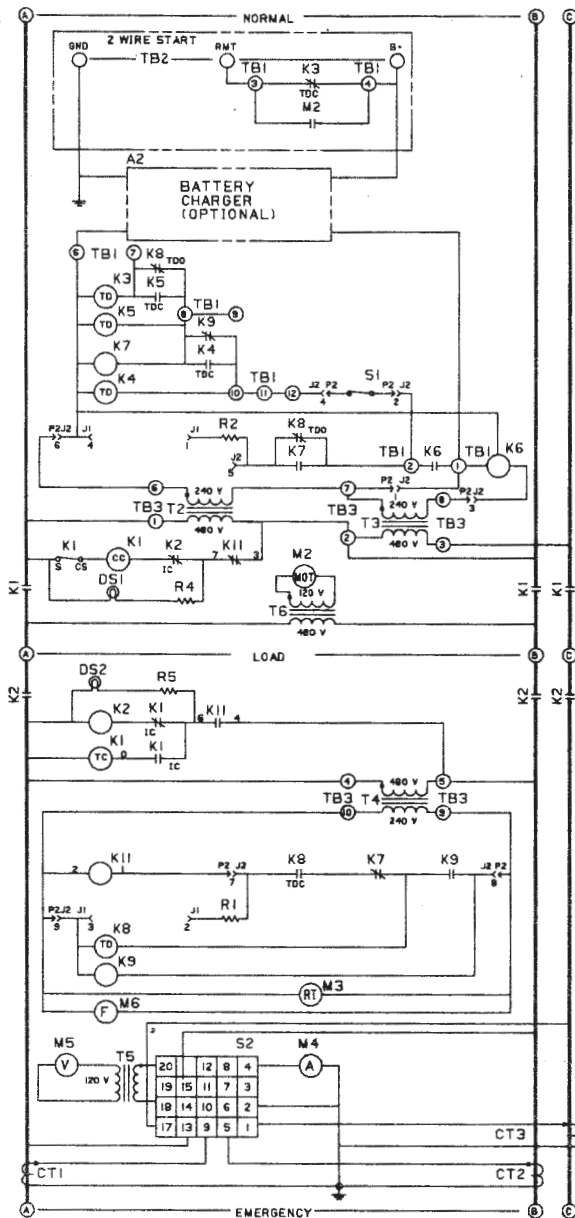 A NORMAL B C
2 WIRE START
GND RMT B+
TB2
TB1 K3 TB1
3 TDC 4
M2
A2
BATTERY
CHARGER
(OPTIONAL)
6 TB1 7 K8
TDO
K3 K5
TD TDC
K5 8 TB1 9
TD K9
K7 K4
TDC
K4 TB1 J2 P2 S1 P2 J2
TD 10 11 12 4 2
P2 J2 J1 J1 R2 K8
6 4 1 TDO
K7 TB1 K6 TB1 K6
J2 2 1
5
6 240 V 7 P2 J2 8 P2 J2
T2 1 240 V 3
TB3 TB3 T3 TB3
1 480 V 2 480 V 3
K1 K1 K2 K11 M2
S CS CC IC 7 3 MOT
DS1 120 V
R4 T6
480 V
K1 K1 K1
A LOAD B C
K2 K2 K2
DS2 R5
K2 K1 K11
IC 6 4
K1 K1
TC D IC
4 480 V 5
TB3 T4 TB3
10 240 V 9
K11 P2 J2 K8 K7 K9 J2 P2
2 1 7 TDC 8
P2 J2 J1 J1 R1
9 3 2
K8
TD
K9
M3
RT
M6
F
M5 T5 S2 M4
V 120 V A
20 12 8 4
19 15 11 7 3
18 14 10 6 2
17 13 9 5 1
CT3
CT1 CT2
A EMERGENCY B C